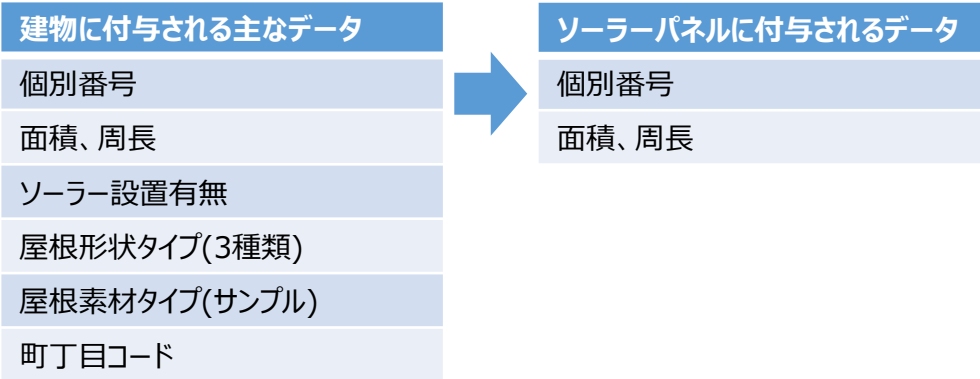 建物に付与される主なデータ
個別番号
面積、周長
ソーラー設置有無
屋根形状タイプ(3種類)
屋根素材タイプ(サンプル)
町丁目コード
ソーラーパネルに付与されるデータ
個別番号
面積、周長